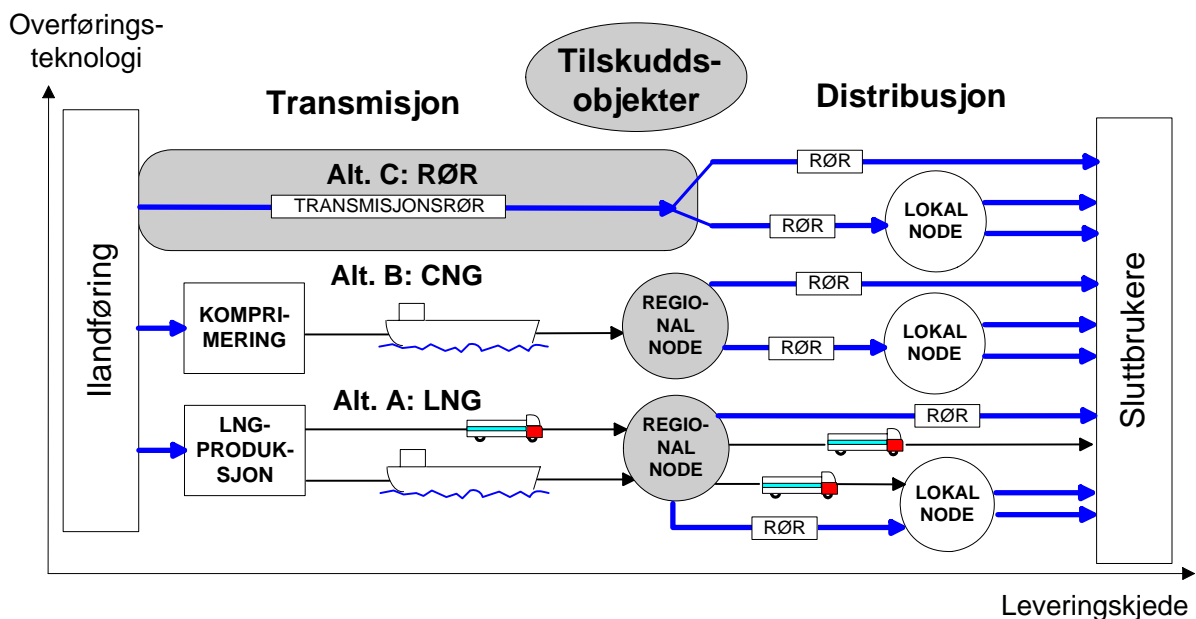 Overførings-
teknologi
Tilskudds-
objekter
Transmisjon
Distribusjon
Ilandføring
Alt. C: RØR
TRANSMISJONSRØR
RØR
RØR
LOKAL
NODE
Alt. B: CNG
KOMPRI-
MERING
REGIO-
NAL
NODE
RØR
RØR
LOKAL
NODE
Alt. A: LNG
LNG-
PRODUK-
SJON
REGIO-
NAL
NODE
RØR
RØR
LOKAL
NODE
Sluttbrukere
Leveringskjede